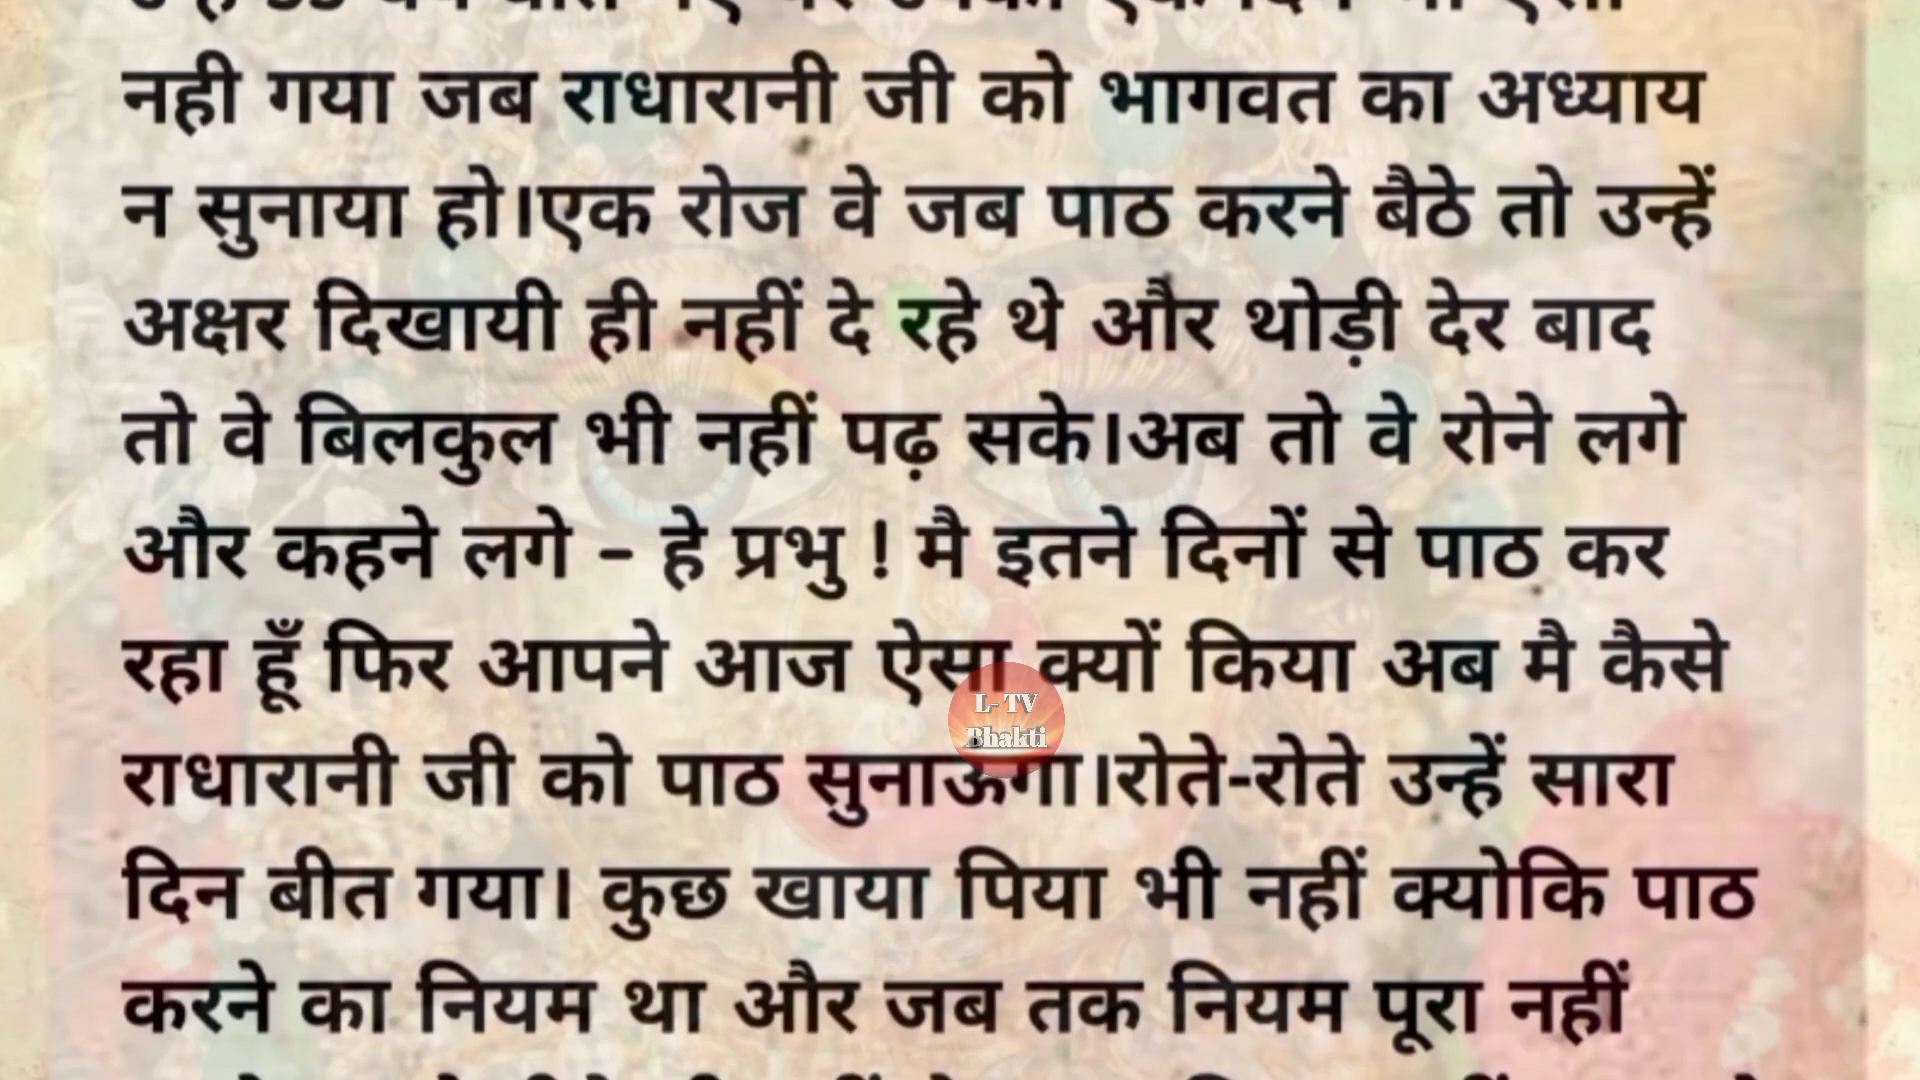 नही गया जब राधारानी जी को भागवत का अध्याय
न सुनाया हो।एक रोज वे जब पाठ करने बैठे तो उन्हें
अक्षर दिखायी ही नहीं दे रहे थे और थोड़ी देर बाद
तो वे बिलकुल भी नहीं पढ़ सके।अब तो वे रोने लगे
और कहने लगे – हे प्रभु ! मै इतने दिनों से पाठ कर
रहा हूँ फिर आपने आज ऐसा क्यों किया अब मै कैसे
राधारानी जी को पाठ सुनाऊंगा।रोते-रोते उन्हें सारा
दिन बीत गया। कुछ खाया पिया भी नहीं क्योकि पाठ
करने का नियम था और जब तक नियम पूरा नहीं
L-TV
Bhakti